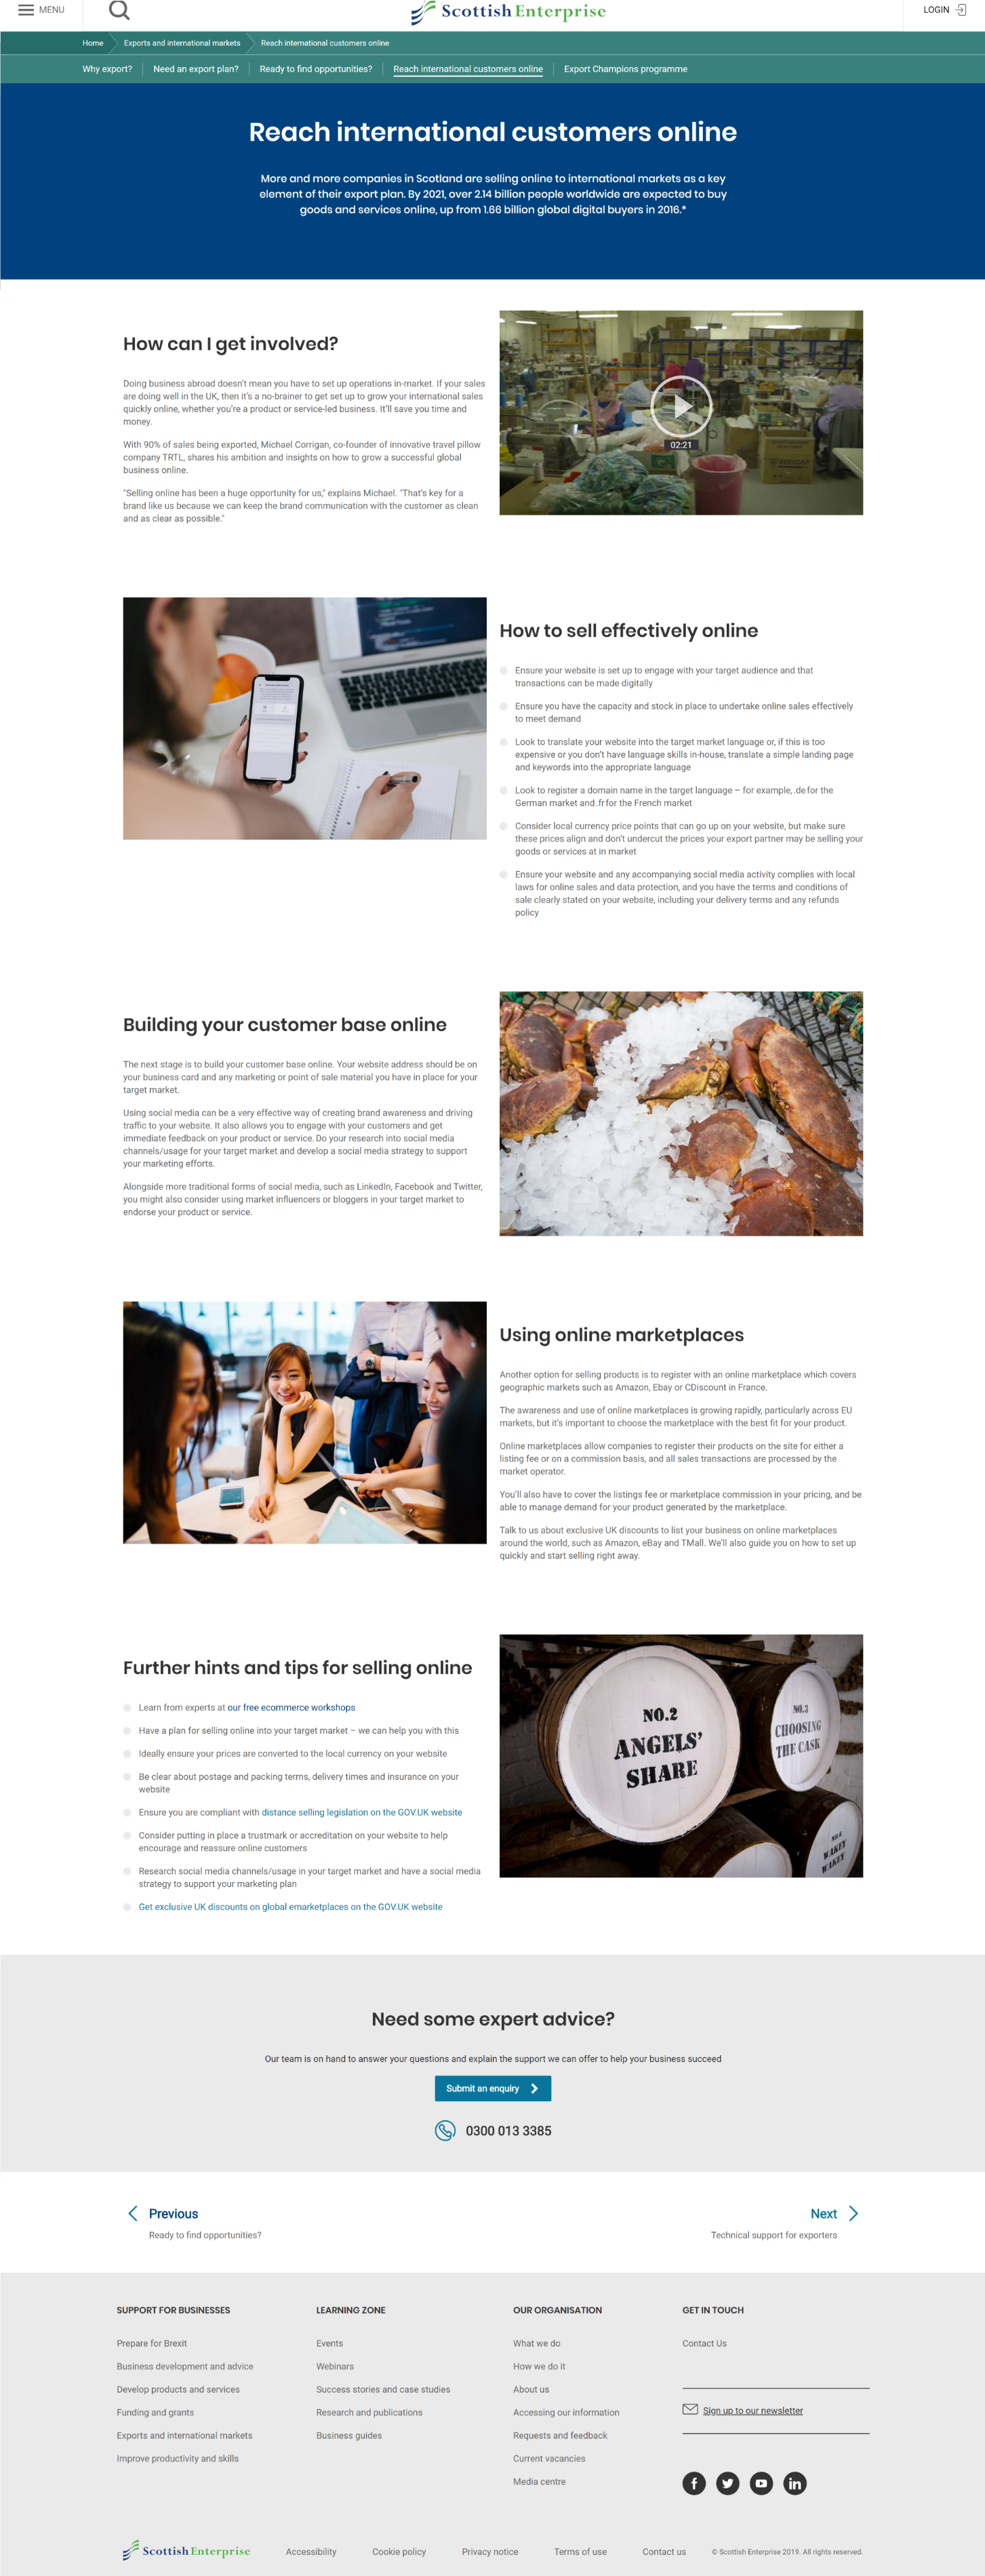 MENU
Scottish Enterprise
LOGIN
Home
Exports and international markets
Reach international customers online
Why export?
Need an export plan?
Ready to find opportunities?
Reach international customers online
Export Champions programme
Reach international customers online
More and more companies in Scotland are selling online to international markets as a key
element of their export plan. By 2021, over 2.14 billion people worldwide are expected to buy
goods and services online, up from 1.66 billion global digital buyers in 2016.*
How can I get involved?
Doing business abroad doesn't mean you have to set up operations in-market. If your sales
are doing well in the UK, then it's a no-brainer to get set up to grow your international sales
quickly online, whether you're a product or service-led business. It'll save you time and
money.
With 90% of sales being exported, Michael Corrigan, co-founder of innovative travel pillow
company TRTL, shares his ambition and insights on how to grow a successful global
business online.
"Selling online has been a huge opportunity for us," explains Michael. "That's key for a
brand like us because we can keep the brand communication with the customer as clean
and as clear as possible."
02:21
How to sell effectively online
Ensure your website is set up to engage with your target audience and that
transactions can be made digitally
Ensure you have the capacity and stock in place to undertake online sales effectively
to meet demand
Look to translate your website into the target market language or, if this is too
expensive or you don't have language skills in-house, translate a simple landing page
and keywords into the appropriate language
Look to register a domain name in the target language – for example, .de for the
German market and .fr for the French market
Consider local currency price points that can go up on your website, but make sure
these prices align and don't undercut the prices your export partner may be selling your
goods or services at in market
Ensure your website and any accompanying social media activity complies with local
laws for online sales and data protection, and you have the terms and conditions of
sale clearly stated on your website, including your delivery terms and any refunds
policy
Building your customer base online
The next stage is to build your customer base online. Your website address should be on
your business card and any marketing or point of sale material you have in place for your
target market.
Using social media can be a very effective way of creating brand awareness and driving
traffic to your website. It also allows you to engage with your customers and get
immediate feedback on your product or service. Do your research into social media
channels/usage for your target market and develop a social media strategy to support
your marketing efforts.
Alongside more traditional forms of social media, such as LinkedIn, Facebook and Twitter,
you might also consider using market influencers or bloggers in your target market to
endorse your product or service.
Using online marketplaces
Another option for selling products is to register with an online marketplace which covers
geographic markets such as Amazon, Ebay or CDiscount in France.
The awareness and use of online marketplaces is growing rapidly, particularly across EU
markets, but it's important to choose the marketplace with the best fit for your product.
Online marketplaces allow companies to register their products on the site for either a
listing fee or on a commission basis, and all sales transactions are processed by the
market operator.
You'll also have to cover the listings fee or marketplace commission in your pricing, and be
able to manage demand for your product generated by the marketplace.
Talk to us about exclusive UK discounts to list your business on online marketplaces
around the world, such as Amazon, eBay and TMall. We'll also guide you on how to set up
quickly and start selling right away.
Further hints and tips for selling online
Learn from experts at our free ecommerce workshops
Have a plan for selling online into your target market – we can help you with this
Ideally ensure your prices are converted to the local currency on your website
Be clear about postage and packing terms, delivery times and insurance on your
website
Ensure you are compliant with distance selling legislation on the GOV.UK website
Consider putting in place a trustmark or accreditation on your website to help
encourage and reassure online customers
Research social media channels/usage in your target market and have a social media
strategy to support your marketing plan
Get exclusive UK discounts on global emarketplaces on the GOV.UK website
NO.2
ANGELS'
SHARE
NO.3
CHOOSING
THE CASK
WAKEY
WAKEY
Need some expert advice?
Our team is on hand to answer your questions and explain the support we can offer to help your business succeed
Submit an enquiry
0300 013 3385
Previous
Ready to find opportunities?
Next
Technical support for exporters
SUPPORT FOR BUSINESSES
Prepare for Brexit
Business development and advice
Develop products and services
Funding and grants
Exports and international markets
Improve productivity and skills
LEARNING ZONE
Events
Webinars
Success stories and case studies
Research and publications
Business guides
OUR ORGANISATION
What we do
How we do it
About us
Accessing our information
Requests and feedback
Current vacancies
Media centre
GET IN TOUCH
Contact Us
Sign up to our newsletter
Scottish Enterprise
Accessibility
Cookie policy
Privacy notice
Terms of use
Contact us
© Scottish Enterprise 2019. All rights reserved.